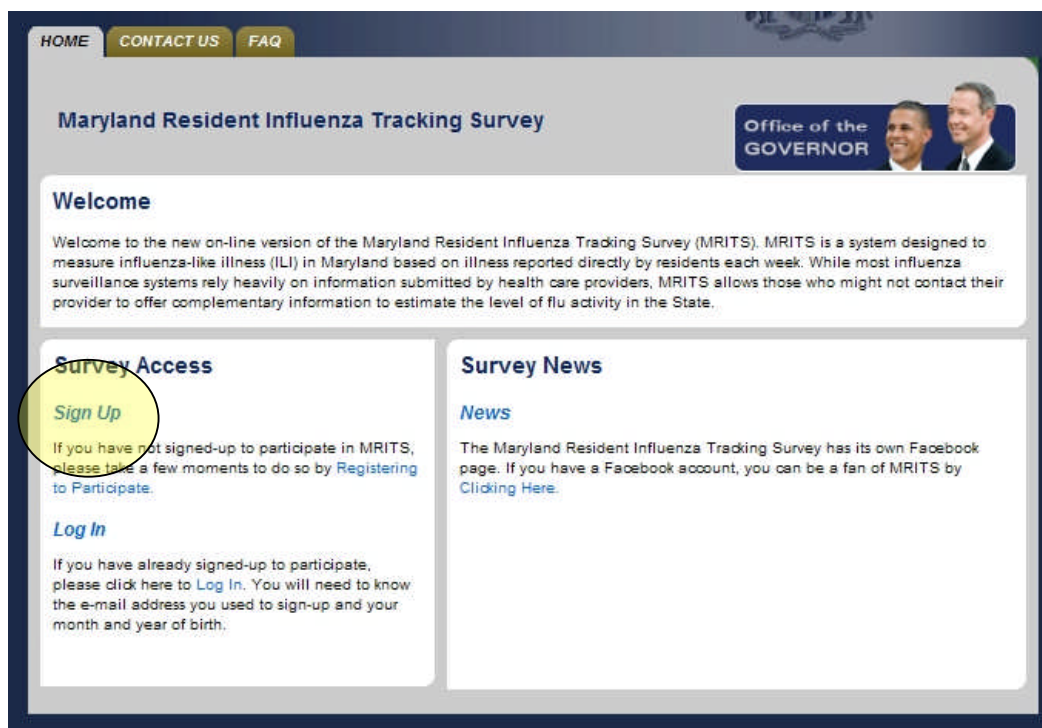 HOME CONTACT US FAQ
Maryland Resident Influenza Tracking Survey
Office of the
GOVERNOR
Welcome
Welcome to the new on-line version of the Maryland Resident Influenza Tracking Survey (MRITS). MRITS is a system designed to
measure influenza-like illness (ILI) in Maryland based on illness reported directly by residents each week. While most influenza
surveillance systems rely heavily on information submitted by health care providers, MRITS allows those who might not contact their
provider to offer complementary information to estimate the level of flu activity in the State.
Survey Access
Sign Up
If you have not signed-up to participate in MRITS,
please take a few moments to do so by Registering
to Participate.
Log In
If you have already signed-up to participate,
please click here to Log In. You will need to know
the e-mail address you used to sign-up and your
month and year of birth.
Survey News
News
The Maryland Resident Influenza Tracking Survey has its own Facebook
page. If you have a Facebook account, you can be a fan of MRITS by
Clicking Here.